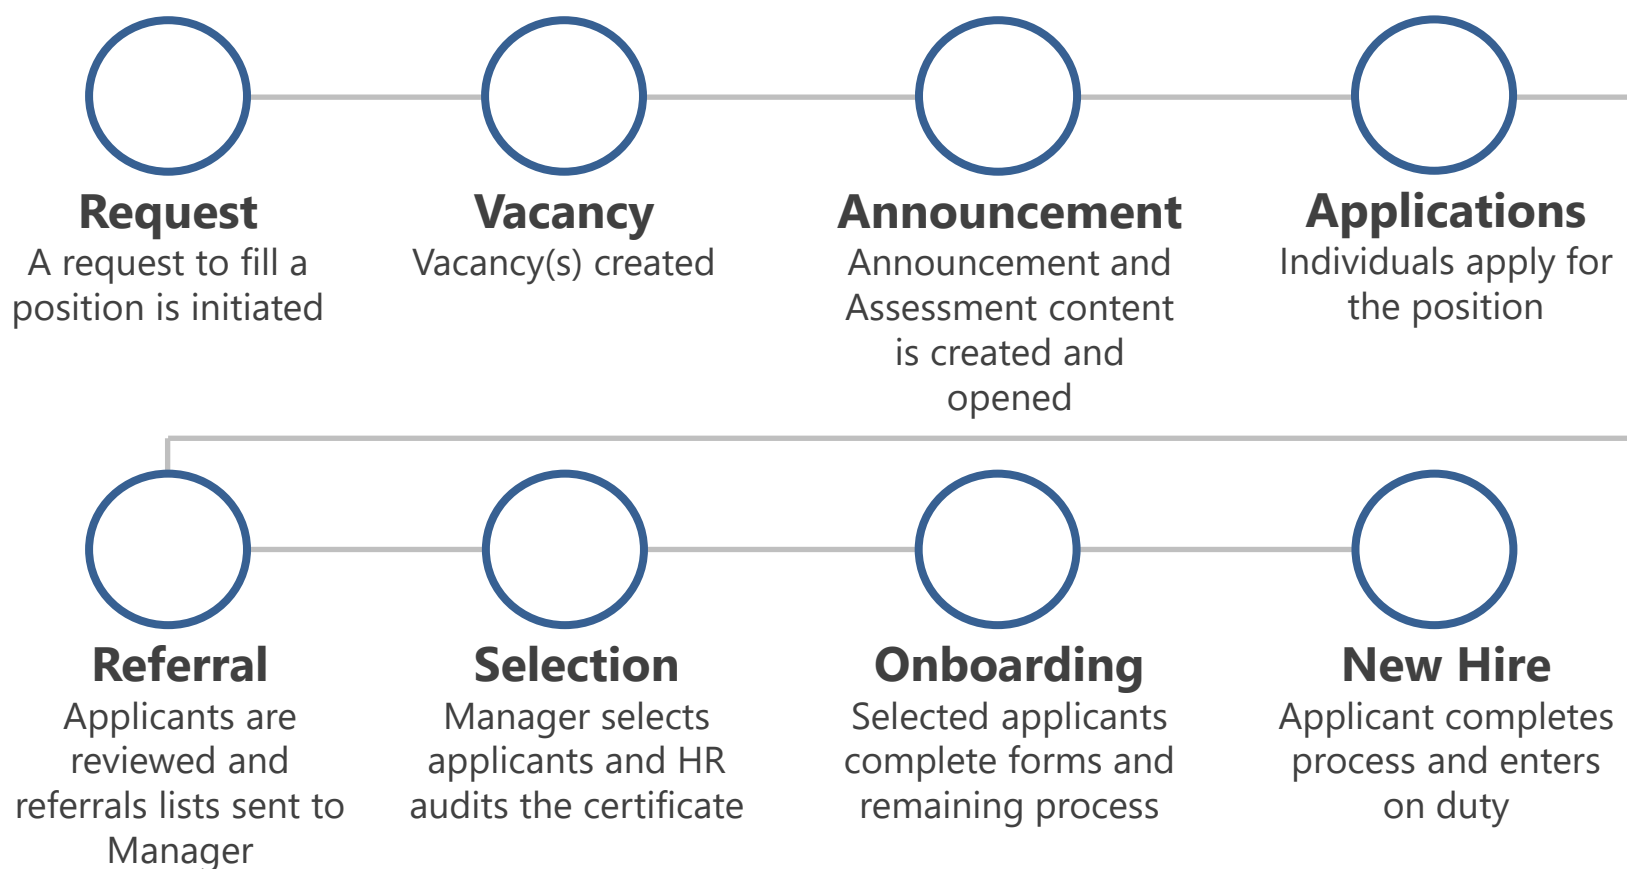 Request
A request to fill a
position is initiated
Vacancy
Vacancy(s) created
Announcement
Announcement and
Assessment content
is created and
opened
Applications
Individuals apply for
the position
Referral
Applicants are
reviewed and
referrals lists sent to
Manager
Selection
Manager selects
applicants and HR
audits the certificate
Onboarding
Selected applicants
complete forms and
remaining process
New Hire
Applicant completes
process and enters
on duty